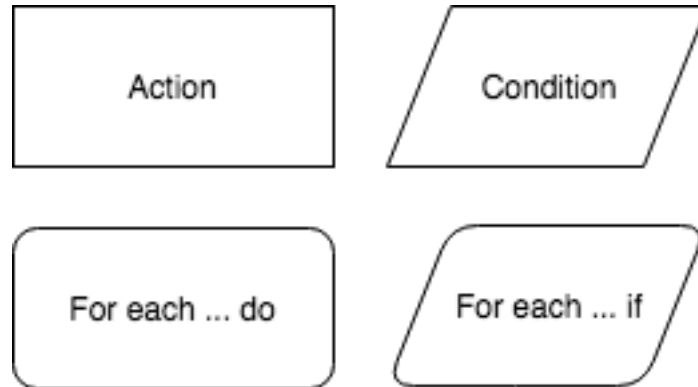 Action
Condition
For each ... do
For each ... if